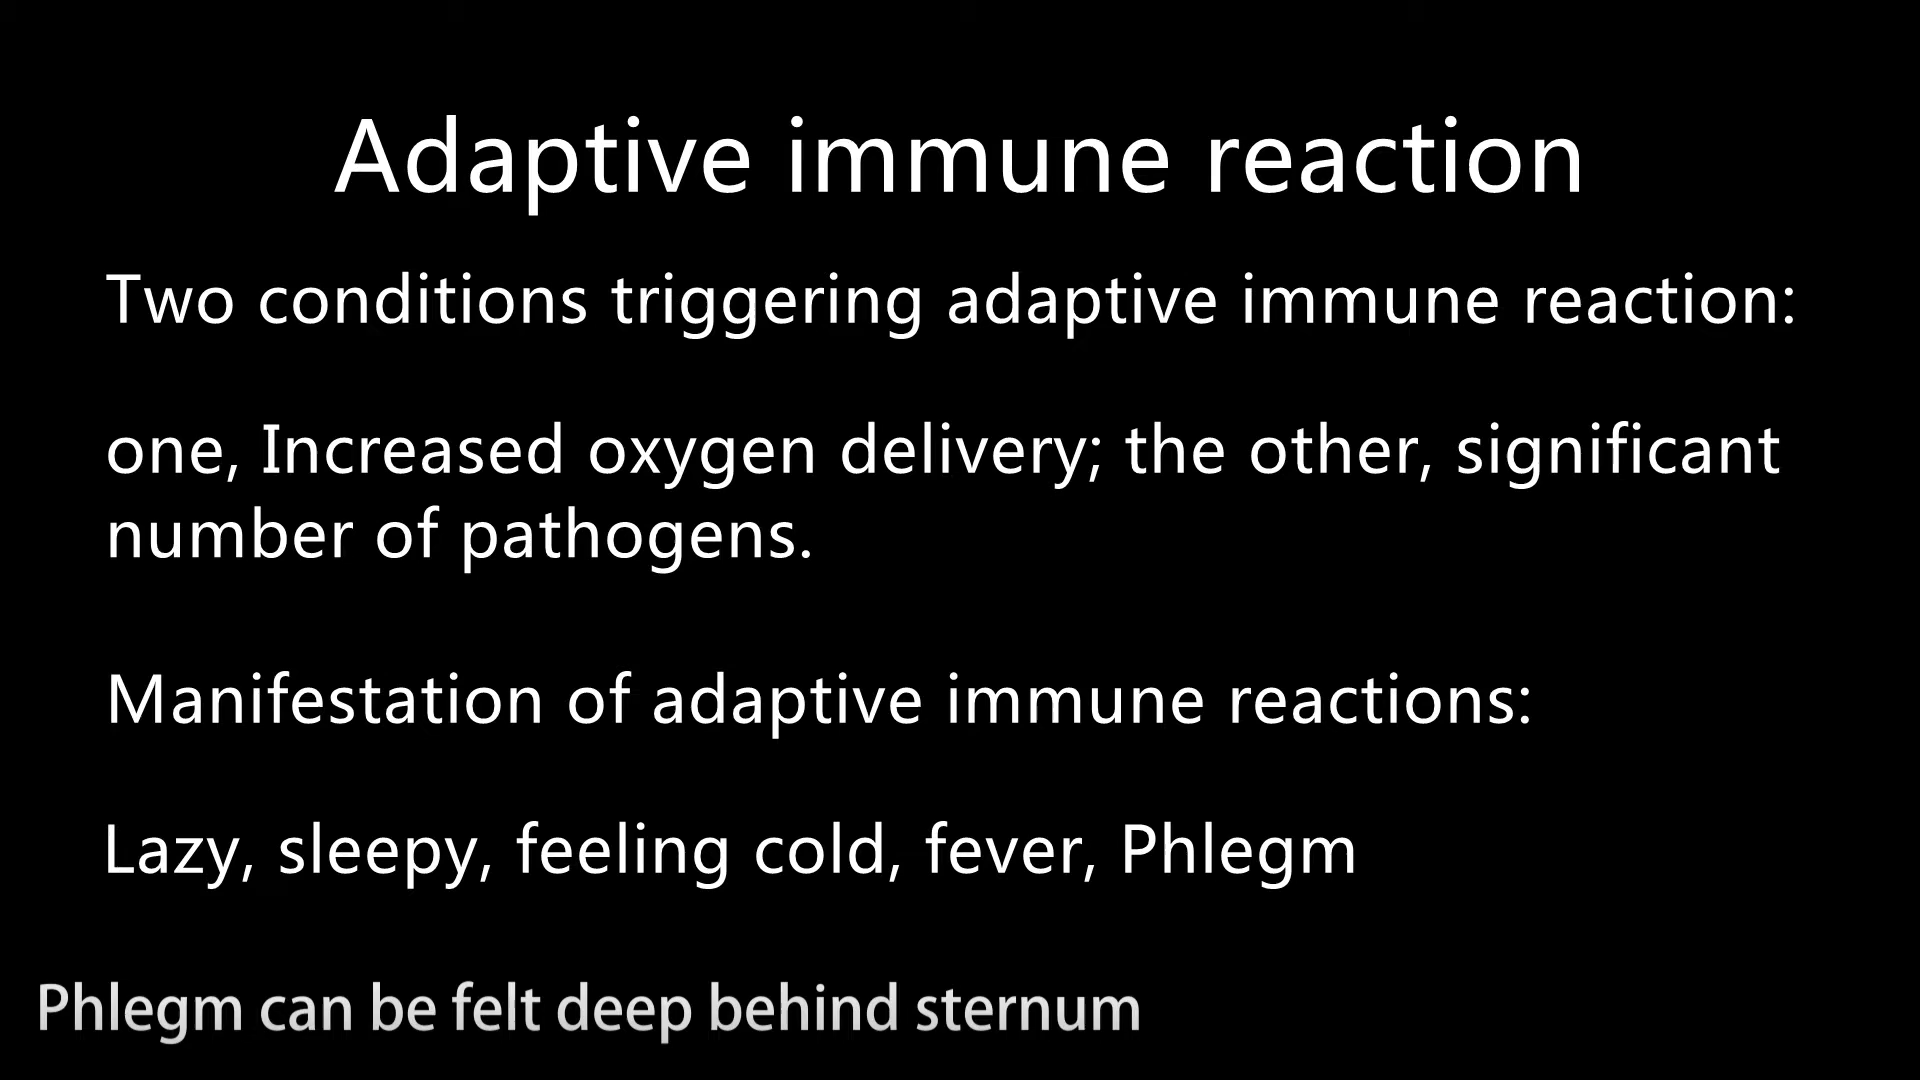 Adaptive immune reaction
Two conditions triggering adaptive immune reaction:
one, Increased oxygen delivery; the other, significant
number of pathogens.
Manifestation of adaptive immune reactions:
Lazy, sleepy, feeling cold, fever, Phlegm
Phlegm can be felt deep behind sternum